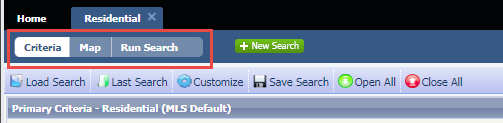 Home Residential
Criteria Map Run Search New Search
Load Search Last Search Customize Save Search Open All Close All
Primary Criteria - Residential (MLS Default)